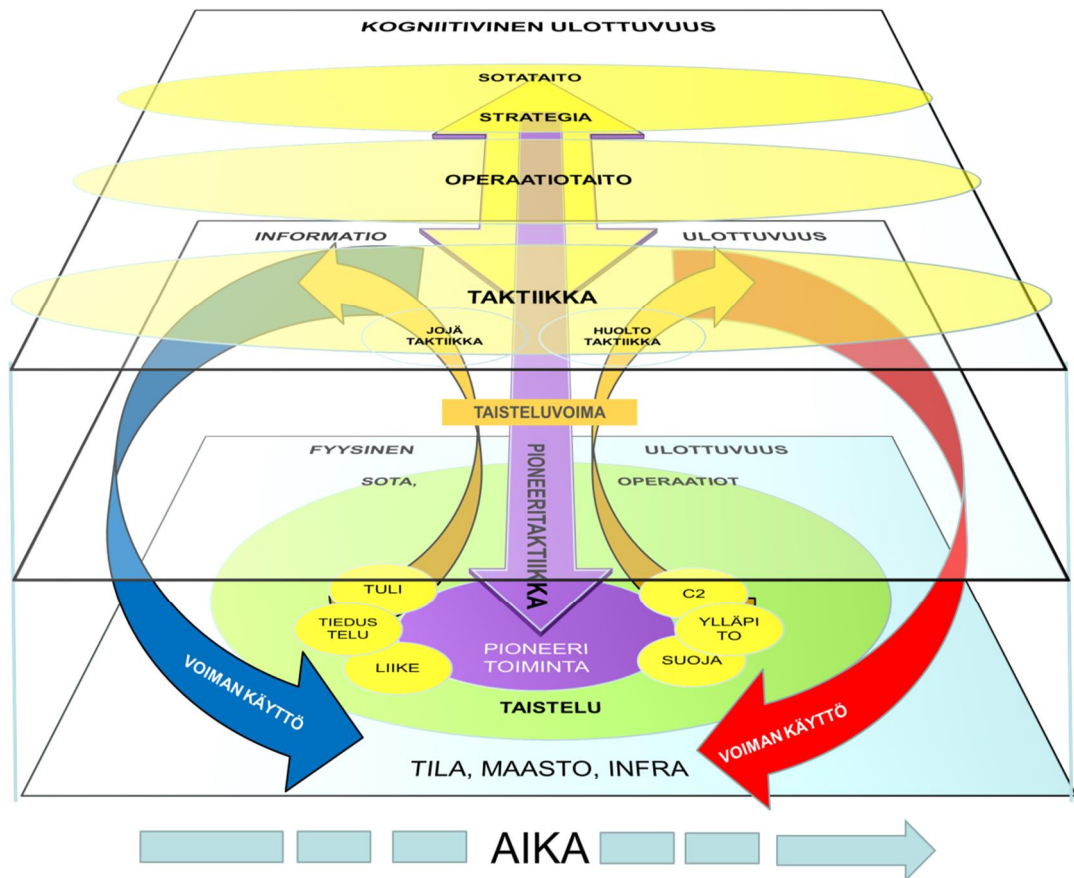 KOGNIITIVINEN ULOTTUVUUS
SOTATAITO
STRATEGIA
OPERAATIOTAITO
INFORMATIO
ULOTTUVUUS
TAKTIIKKA
JOJÄ
TAKTIIKKA
HUOLTO
TAKTIIKKA
TAISTELUVOIMA
PIONEERITAKTIIKKA
FYYSINEN
ULOTTUVUUS
SOTA,
OPERAATIOT
TULI
TIEDUS
TELU
LIIKE
C2
YLLÄPI
TO
SUOJA
PIONEERI
TOIMINTA
VOIMAN KÄYTTÖ
VOIMAN KÄYTTÖ
TAISTELU
TILA, MAASTO, INFRA
AIKA